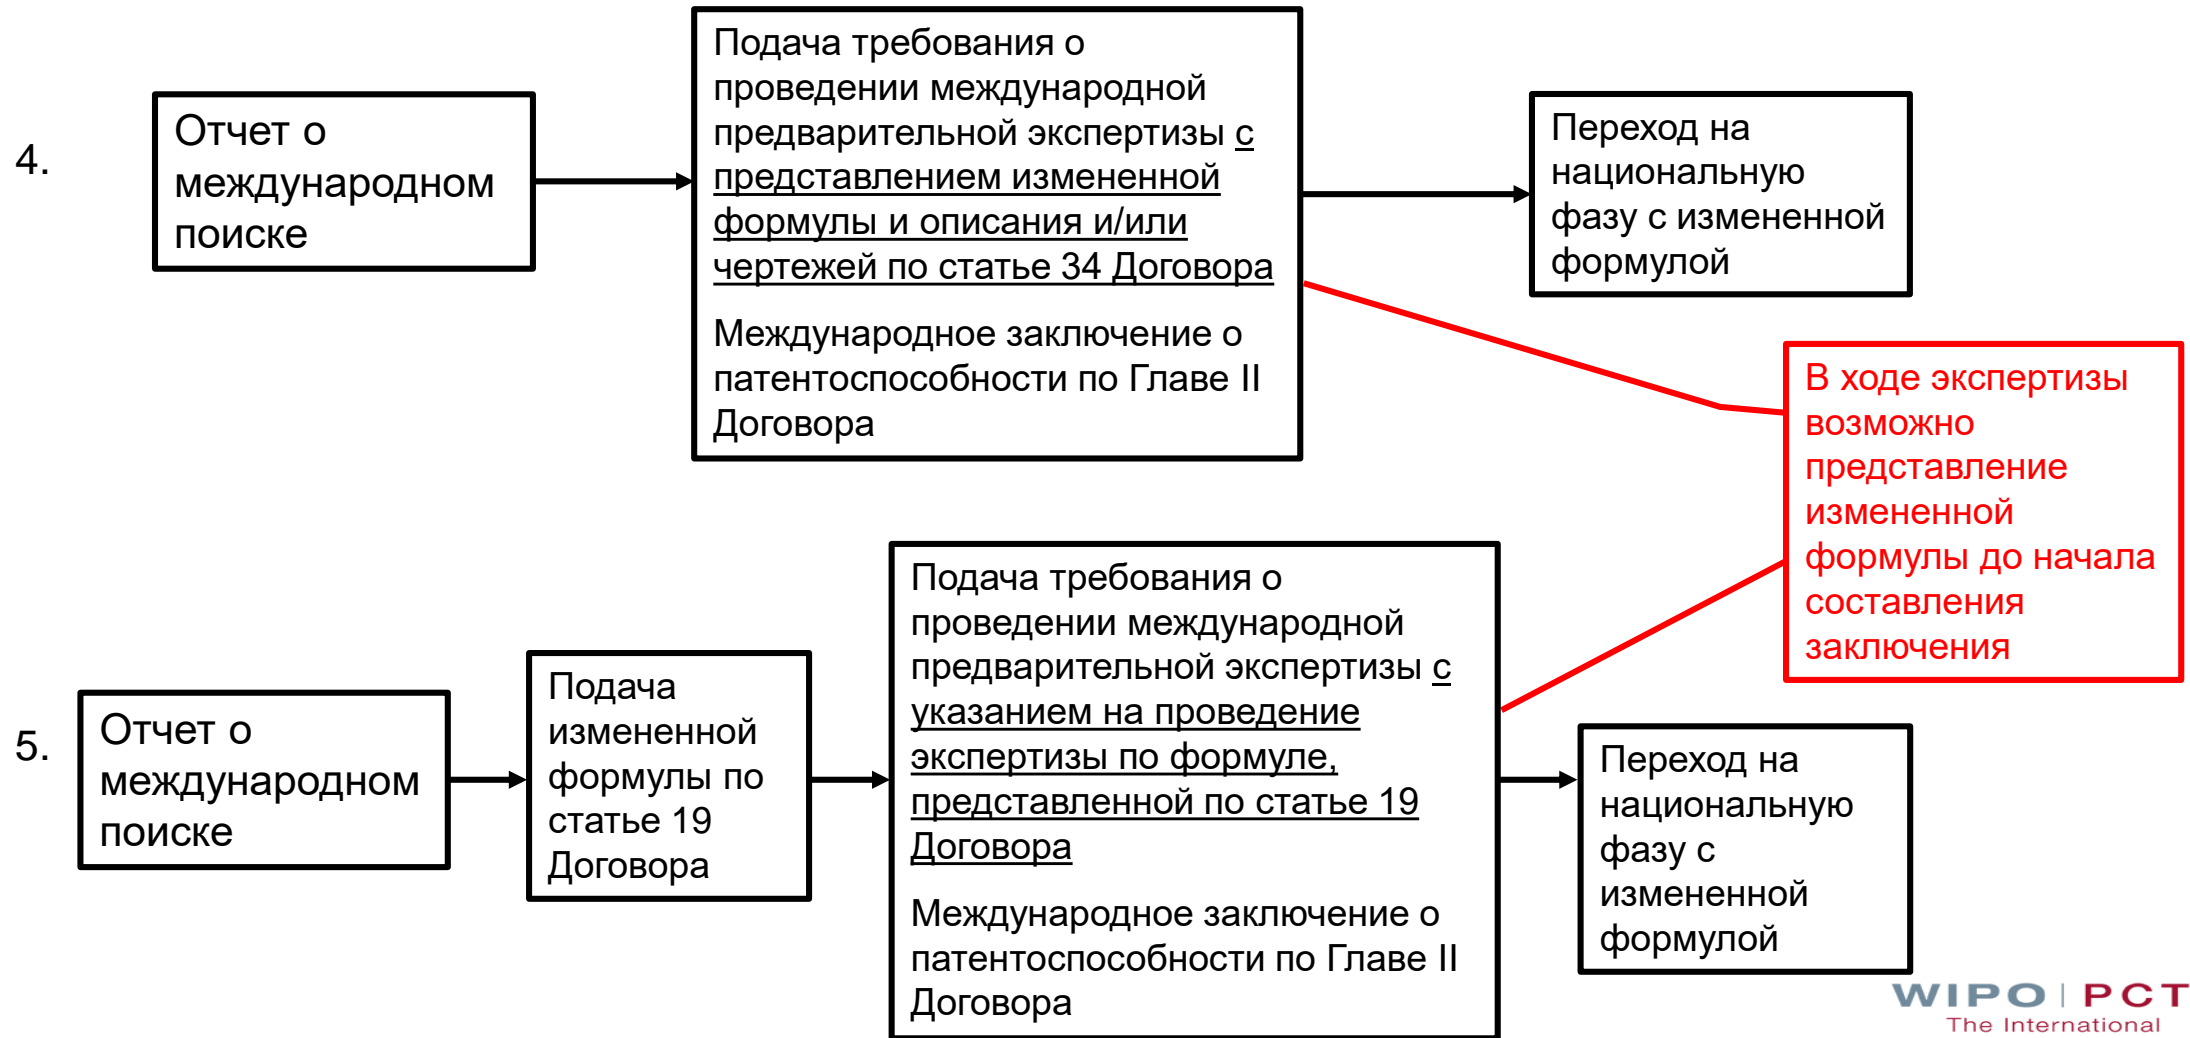 4.
Отчет о
международном
поиске
Подача требования о
проведении международной
предварительной экспертизы с
представлением измененной
формулы и описания и/или
чертежей по статье 34 Договора
Международное заключение о
патентоспособности по Главе II
Договора
Переход на
национальную
фазу с измененной
формулой
В ходе экспертизы
возможно
представление
измененной
формулы до начала
составления
заключения
5.
Отчет о
международном
поиске
Подача
измененной
формулы по
статье 19
Договора
Подача требования о
проведении международной
предварительной экспертизы с
указанием на проведение
экспертизы по формуле,
представленной по статье 19
Договора
Международное заключение о
патентоспособности по Главе II
Договора
Переход на
национальную
фазу с
измененной
формулой
WIPO | PCT
The International